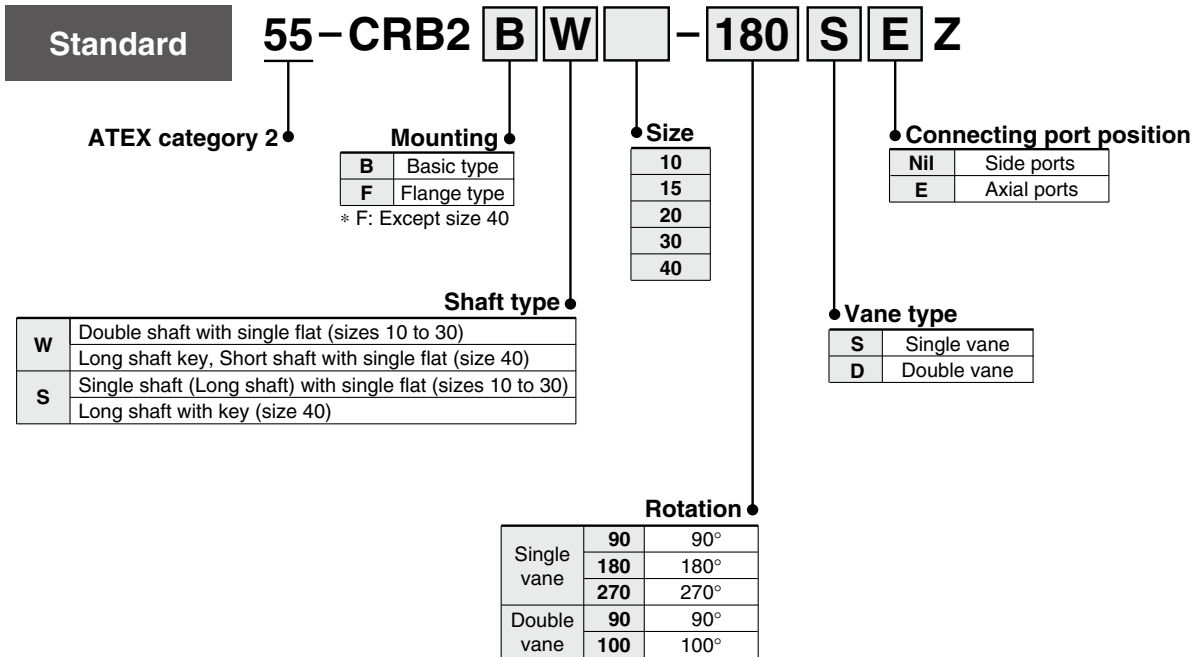 Standard
55-CRB2 B W - 180 S E Z
ATEX category 2
Mounting
B Basic type
F Flange type
* F: Except size 40
Size
10
15
20
30
40
Connecting port position
Nil Side ports
E Axial ports
Shaft type
W Double shaft with single flat (sizes 10 to 30)
Long shaft key, Short shaft with single flat (size 40)
S Single shaft (Long shaft) with single flat (sizes 10 to 30)
Long shaft with key (size 40)
Vane type
S Single vane
D Double vane
Rotation
Single vane 90 90°
180 180°
270 270°
Double vane 90 90°
100 100°